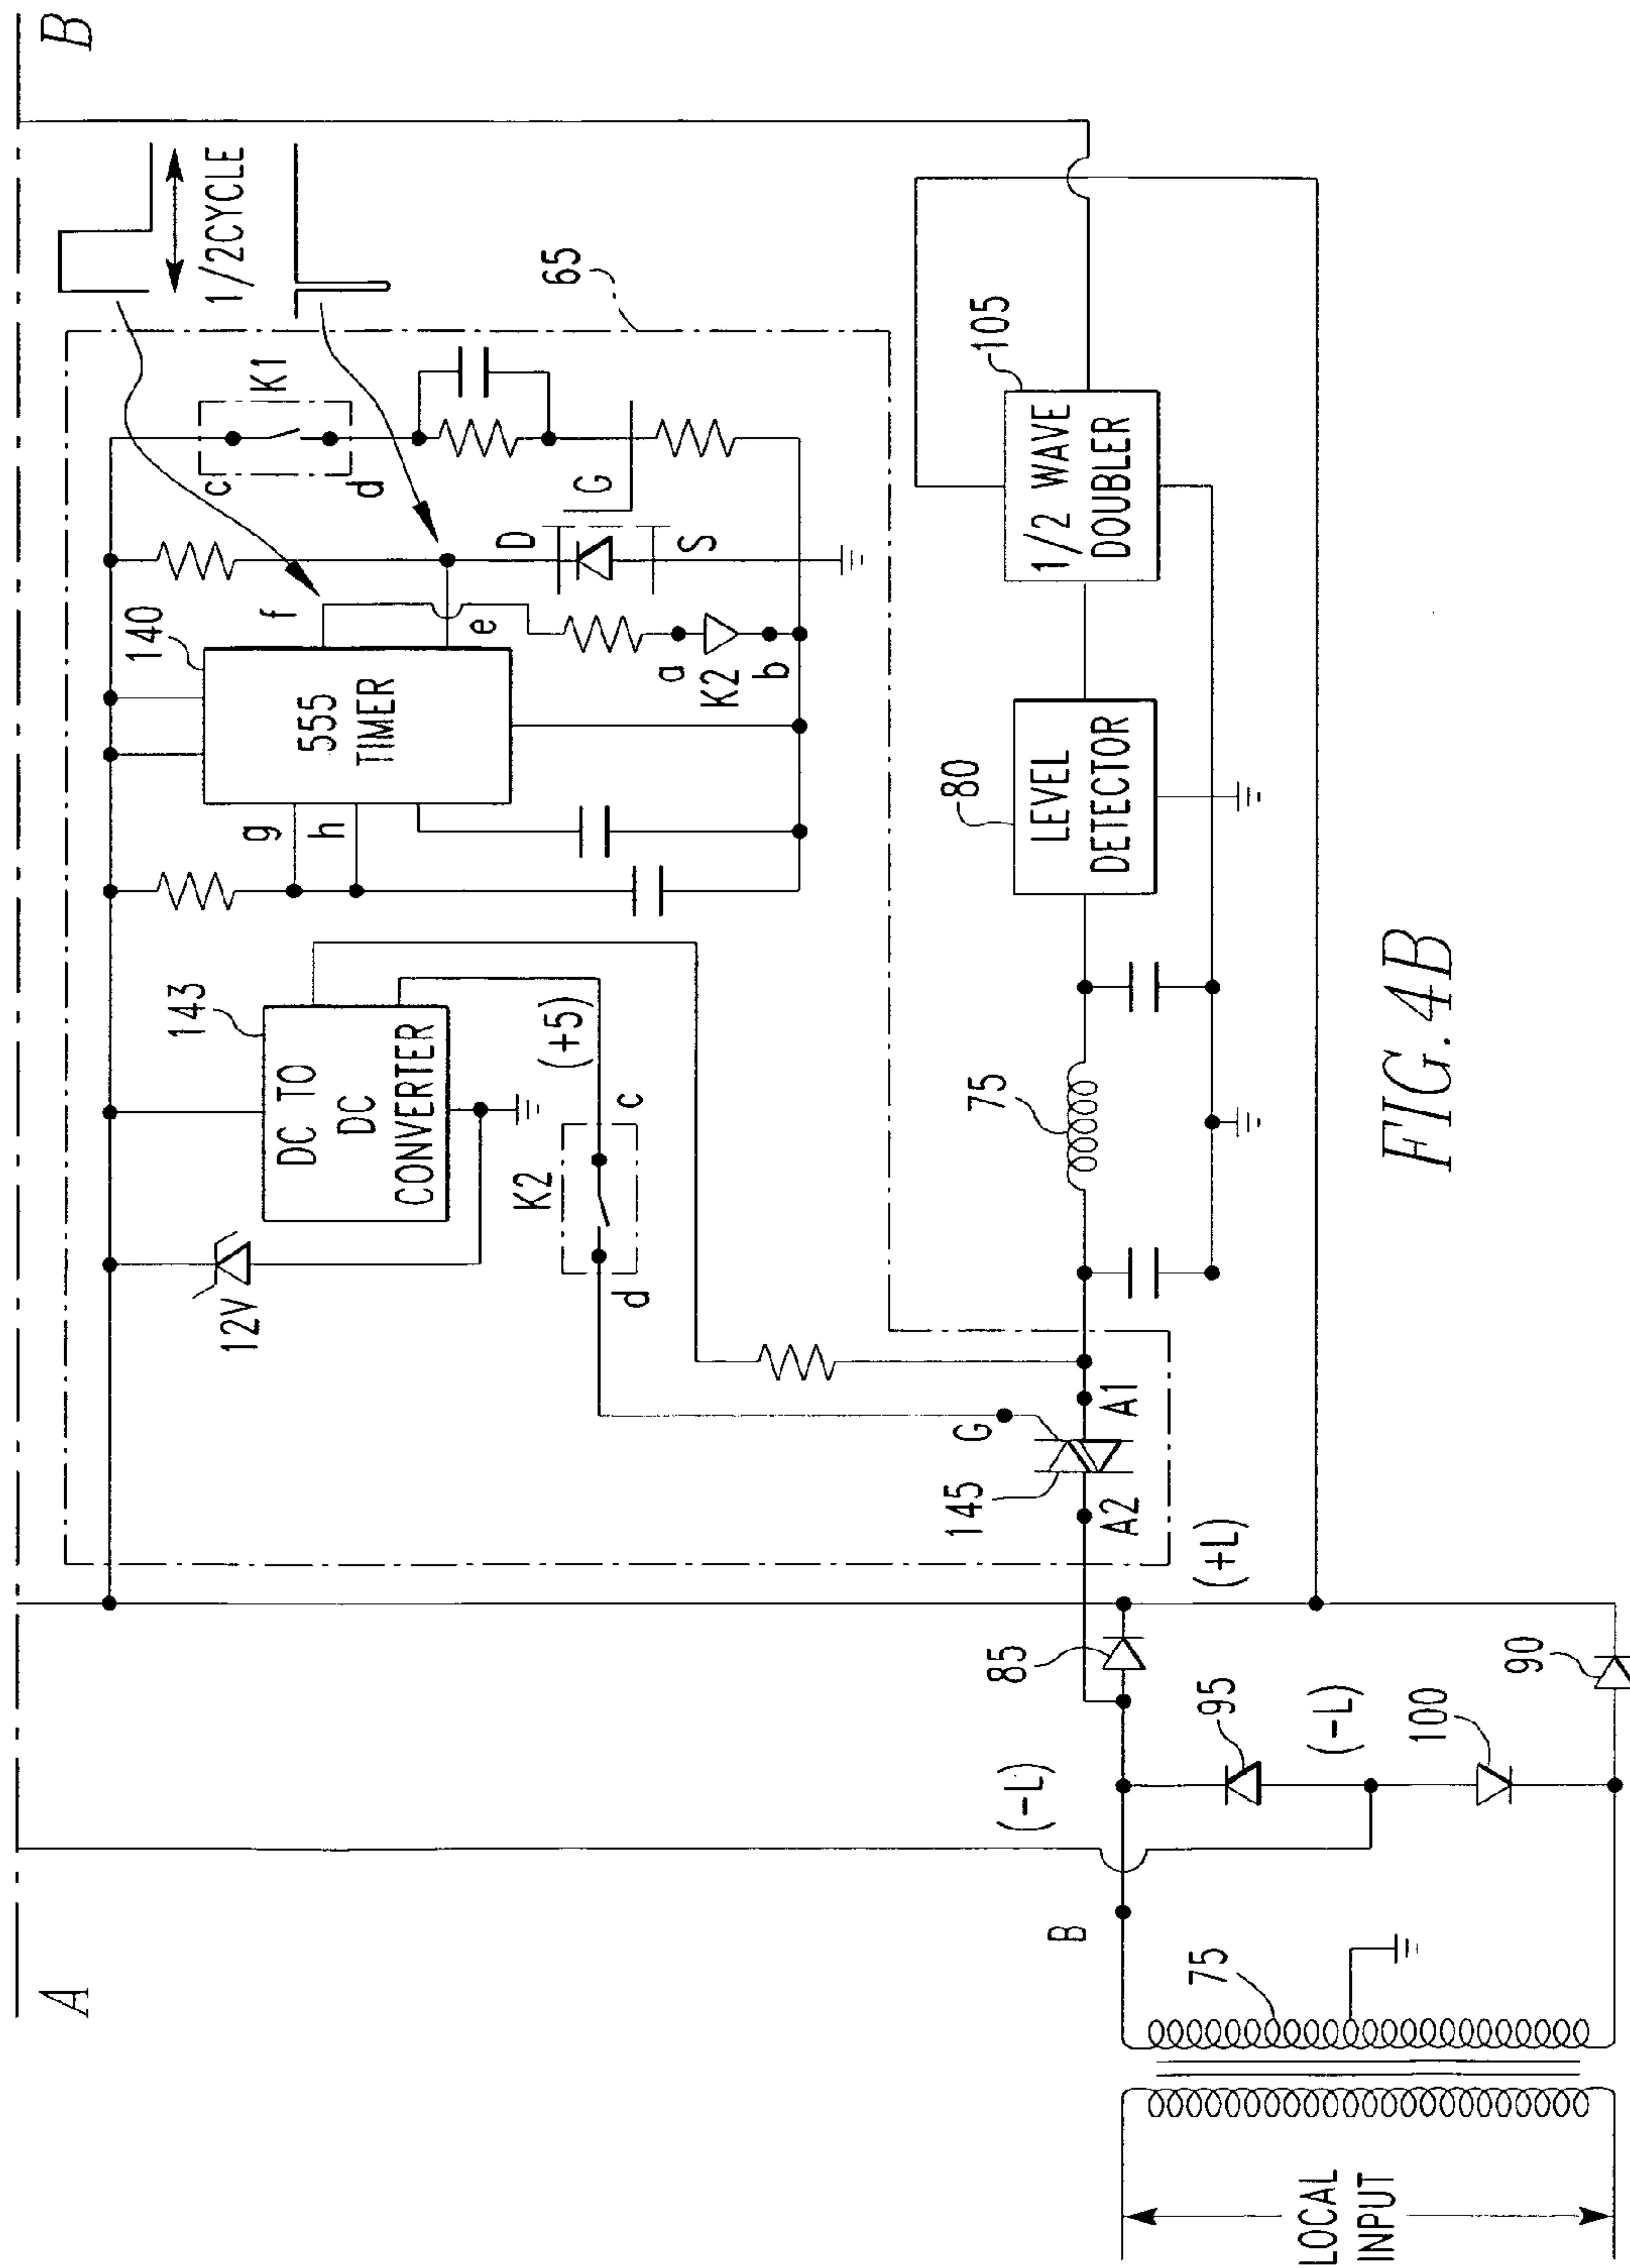 A
B
1/2CYCLE
65
140
f
c
K1
d
143
DC TO
DC
CONVERTER
12V
g
h
555
TIMER
e
a
K2
b
D
G
S
(+5)
K2
c
d
145
G
A2
A1
75
80
LEVEL
DETECTOR
105
1/2 WAVE
DOUBLER
B
(-L)
85
(+L)
95
(-L)
100
90
75
LOCAL
INPUT
FIG. 4B